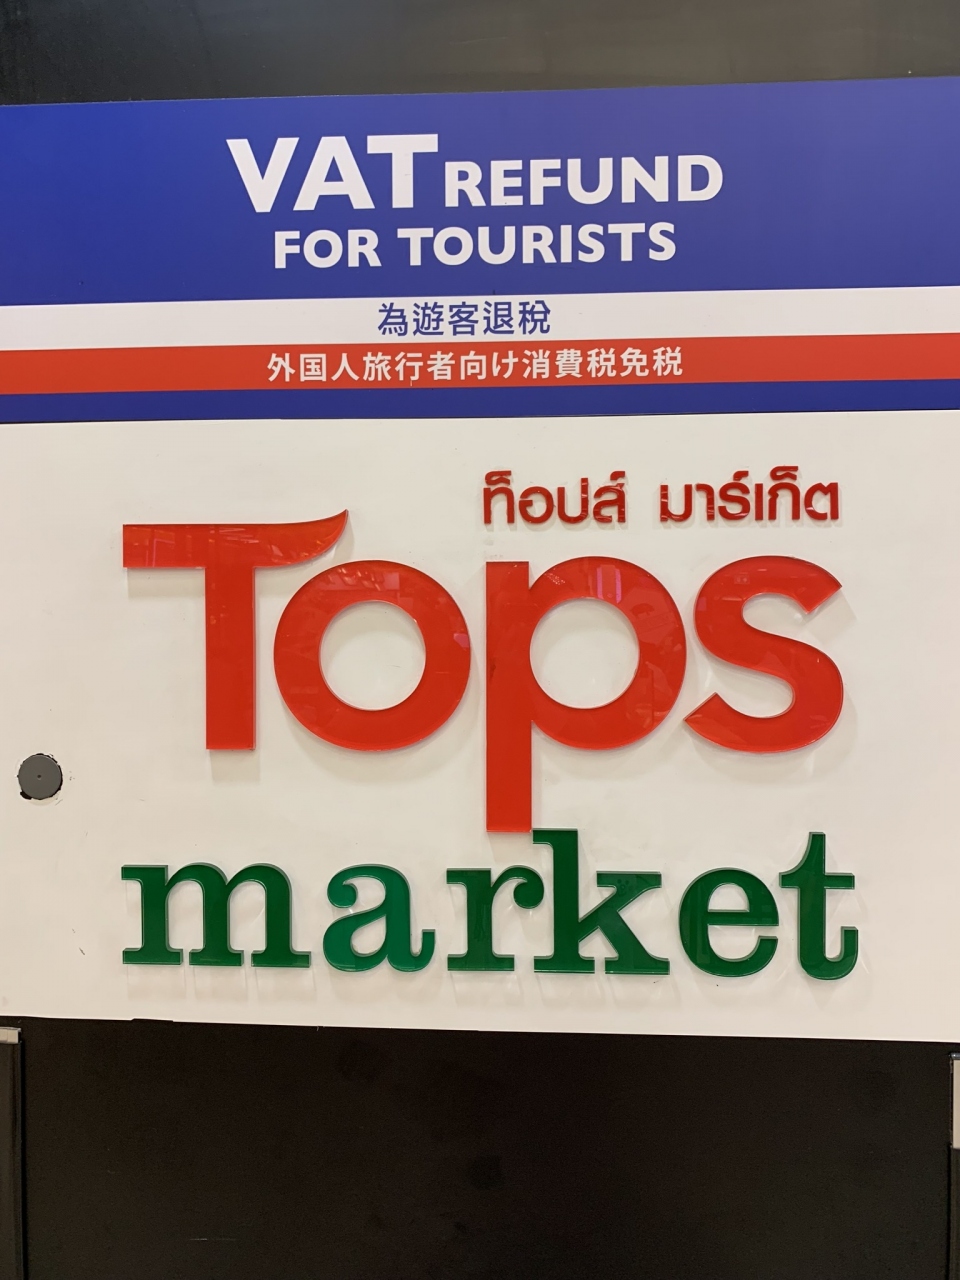 VAT REFUND
FOR TOURISTS
為遊客退稅
外国人旅行者向け消費税免税
ท็อปส์ มาร์เก็ต
Tops
market